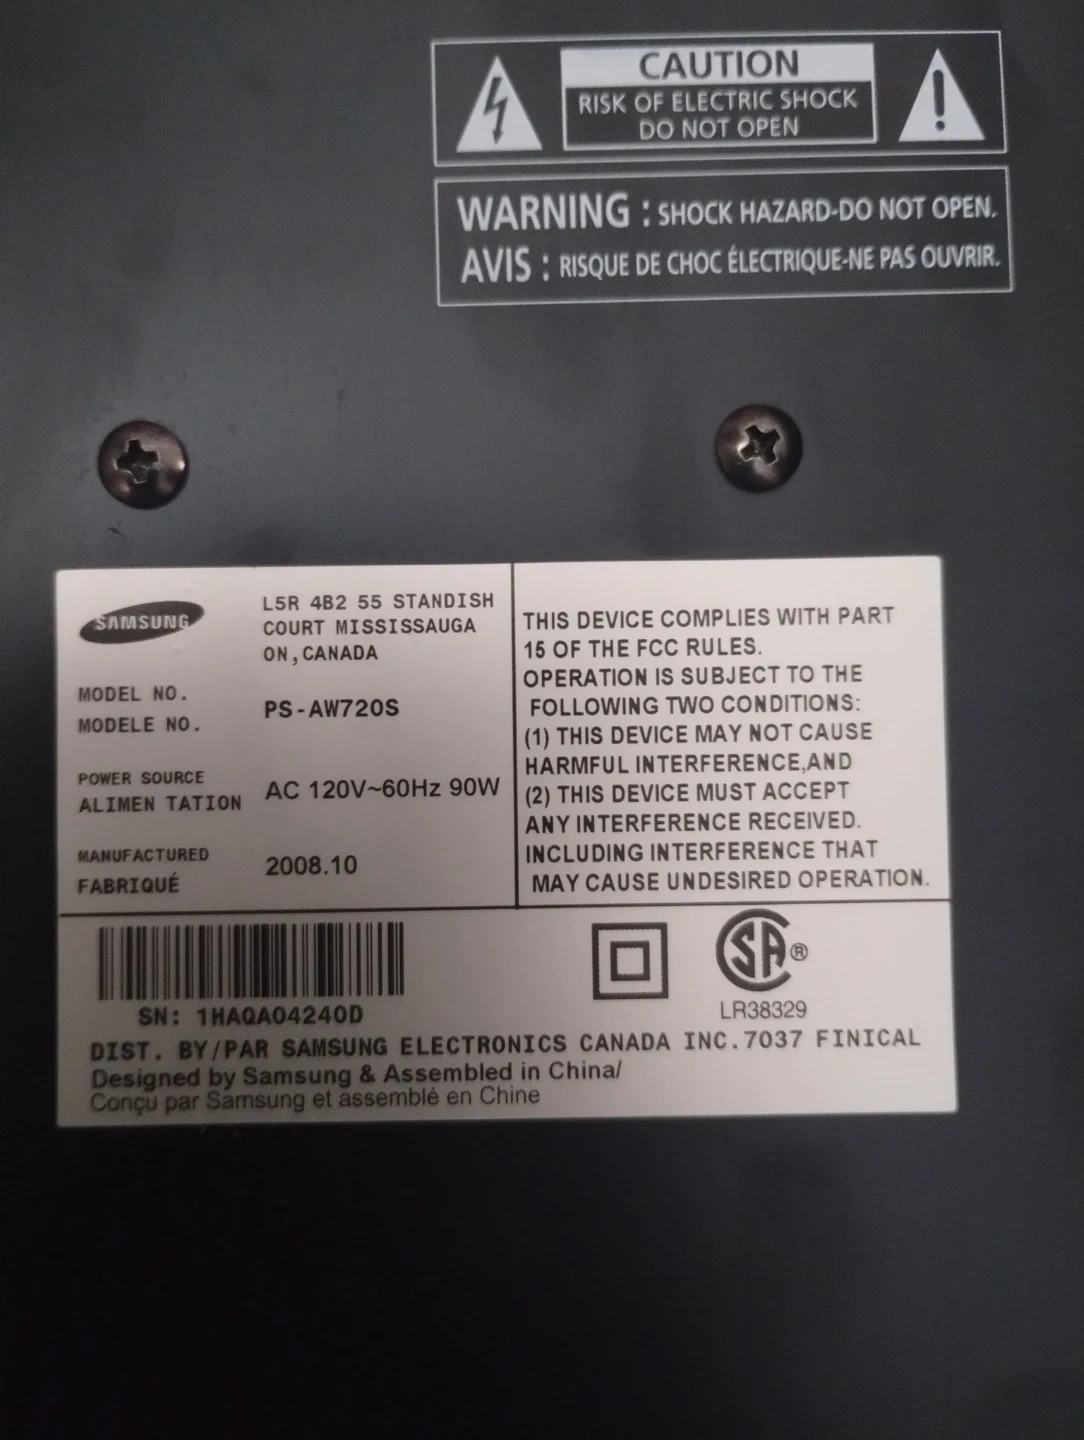 CAUTION
RISK OF ELECTRIC SHOCK
DO NOT OPEN
WARNING : SHOCK HAZARD-DO NOT OPEN.
AVIS : RISQUE DE CHOC ÉLECTRIQUE-NE PAS OUVRIR.
SAMSUNG
L5R 4B2 55 STANDISH
COURT MISSISSAUGA
ON,CANADA
MODEL NO.
MODELE NO.
PS-AW720S
POWER SOURCE
ALIMEN TATION
AC 120V~60Hz 90W
MANUFACTURED
FABRIQUÉ
2008.10
THIS DEVICE COMPLIES WITH PART
15 OF THE FCC RULES.
OPERATION IS SUBJECT TO THE
FOLLOWING TWO CONDITIONS:
(1) THIS DEVICE MAY NOT CAUSE
HARMFUL INTERFERENCE,AND
(2) THIS DEVICE MUST ACCEPT
ANY INTERFERENCE RECEIVED.
INCLUDING INTERFERENCE THAT
MAY CAUSE UNDESIRED OPERATION.
SA ®
LR38329
SN: 1HAQA04240D
DIST. BY/PAR SAMSUNG ELECTRONICS CANADA INC.7037 FINICAL
Designed by Samsung & Assembled in China/
Conçu par Samsung et assemblé en Chine